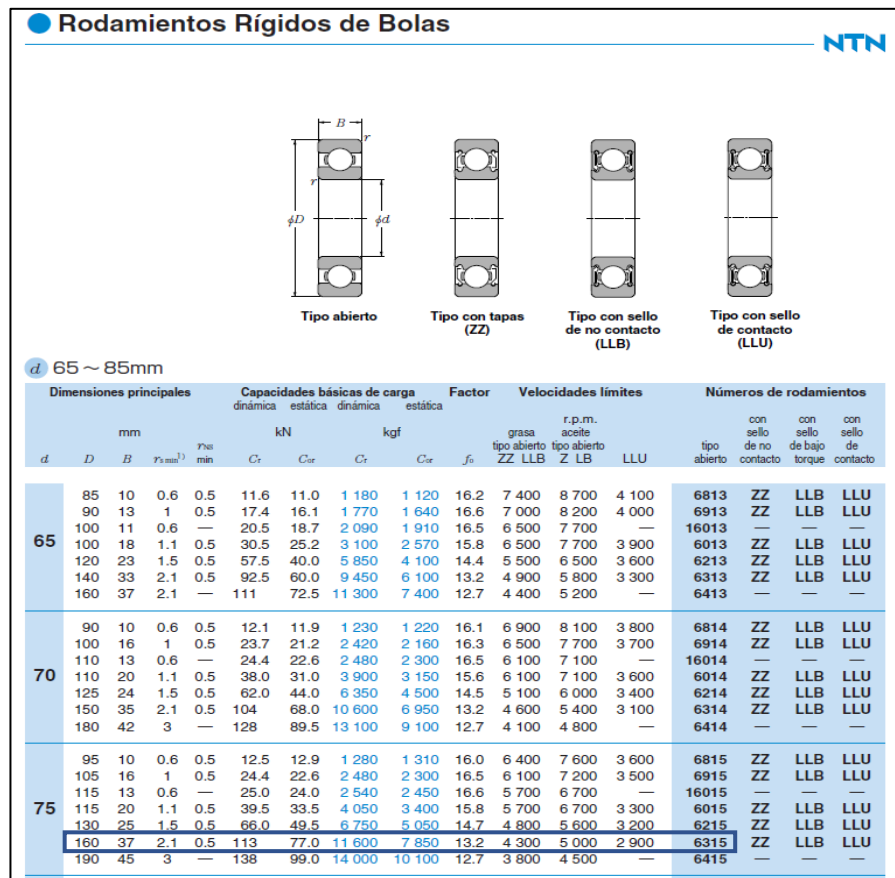 Rodamientos Rígidos de Bolas
NTN
B
r
r
φD
φd
Tipo abierto
Tipo con tapas
(ZZ)
Tipo con sello
de no contacto
(LLB)
Tipo con sello
de contacto
(LLU)
d 65～85mm
Dimensiones principales Capacidades básicas de carga Factor Velocidades límites Números de rodamientos
dinámica estática dinámica estática
r.p.m. con con con
mm kN kgf grasa aceite sello sello sello
rNS tipo abierto tipo abierto tipo de no de bajo de
d D B rs min1) min Cr Cor Cr Cor fo ZZ LLB Z LB LLU abierto contacto torque contacto
85 10 0.6 0.5 11.6 11.0 1 180 1 120 16.2 7 400 8 700 4 100 6813 ZZ LLB LLU
90 13 1 0.5 17.4 16.1 1 770 1 640 16.6 7 000 8 200 4 000 6913 ZZ LLB LLU
100 11 0.6 — 20.5 18.7 2 090 1 910 16.5 6 500 7 700 — 16013 — — —
65 100 18 1.1 0.5 30.5 25.2 3 100 2 570 15.8 6 500 7 700 3 900 6013 ZZ LLB LLU
120 23 1.5 0.5 57.5 40.0 5 850 4 100 14.4 5 500 6 500 3 600 6213 ZZ LLB LLU
140 33 2.1 0.5 92.5 60.0 9 450 6 100 13.2 4 900 5 800 3 300 6313 ZZ LLB LLU
160 37 2.1 — 111 72.5 11 300 7 400 12.7 4 400 5 200 — 6413 — — —
90 10 0.6 0.5 12.1 11.9 1 230 1 220 16.1 6 900 8 100 3 800 6814 ZZ LLB LLU
100 16 1 0.5 23.7 21.2 2 420 2 160 16.3 6 500 7 700 3 700 6914 ZZ LLB LLU
110 13 0.6 — 24.4 22.6 2 480 2 300 16.5 6 100 7 100 — 16014 — — —
70 110 20 1.1 0.5 38.0 31.0 3 900 3 150 15.6 6 100 7 100 3 600 6014 ZZ LLB LLU
125 24 1.5 0.5 62.0 44.0 6 350 4 500 14.5 5 100 6 000 3 400 6214 ZZ LLB LLU
150 35 2.1 0.5 104 68.0 10 600 6 950 13.2 4 600 5 400 3 100 6314 ZZ LLB LLU
180 42 3 — 128 89.5 13 100 9 100 12.7 4 100 4 800 — 6414 — — —
95 10 0.6 0.5 12.5 12.9 1 280 1 310 16.0 6 400 7 600 3 600 6815 ZZ LLB LLU
105 16 1 0.5 24.4 22.6 2 480 2 300 16.5 6 100 7 200 3 500 6915 ZZ LLB LLU
115 13 0.6 — 25.0 24.0 2 540 2 450 16.6 5 700 6 700 — 16015 — — —
75 115 20 1.1 0.5 39.5 33.5 4 050 3 400 15.8 5 700 6 700 3 300 6015 ZZ LLB LLU
130 25 1.5 0.5 66.0 49.5 6 750 5 050 14.7 4 800 5 600 3 200 6215 ZZ LLB LLU
160 37 2.1 0.5 113 77.0 11 600 7 850 13.2 4 300 5 000 2 900 6315 ZZ LLB LLU
190 45 3 — 138 99.0 14 000 10 100 12.7 3 800 4 500 — 6415 — — —